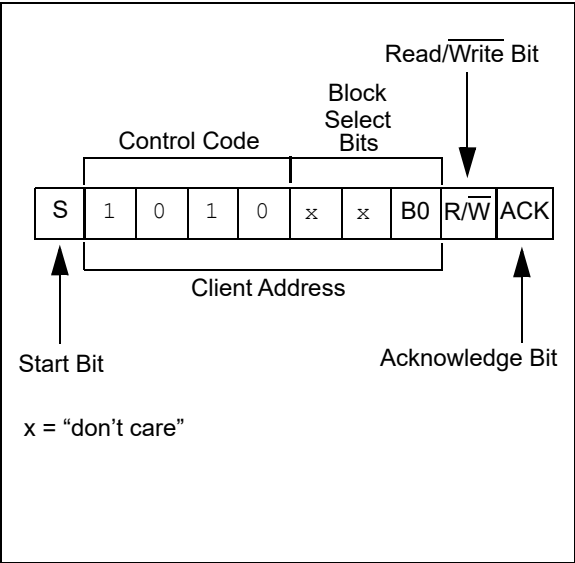 Read/Write Bit
Block
Select
Bits
Control Code
S 1 0 1 0 x x B0 R/W ACK
Client Address
Start Bit
Acknowledge Bit
x = “don’t care”